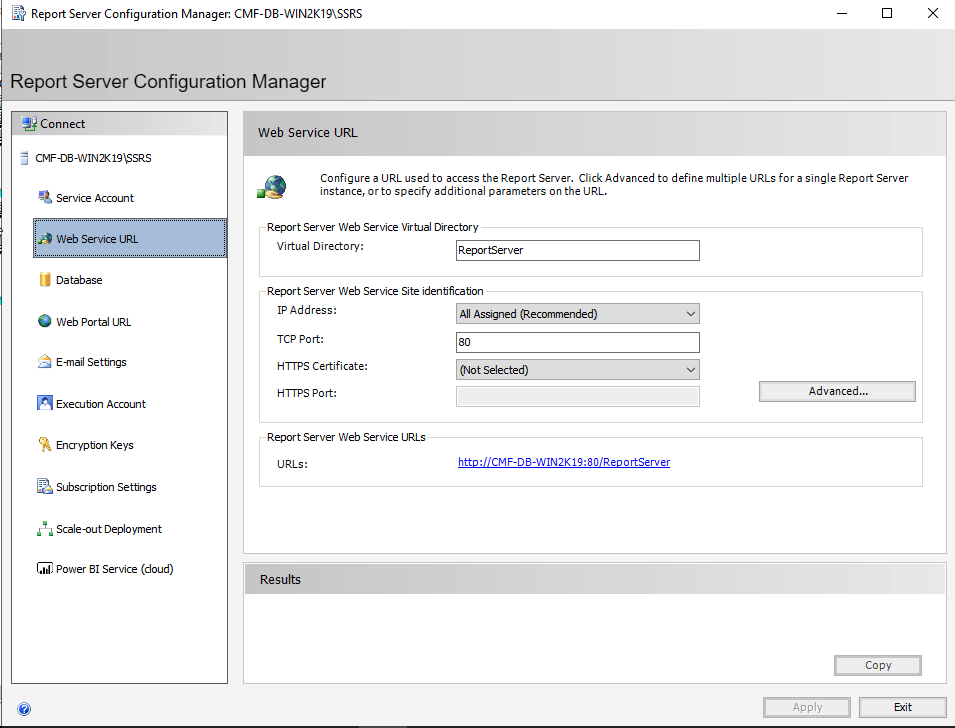 Report Server Configuration Manager: CMF-DB-WIN2K19\SSRS
Report Server Configuration Manager
Connect
CMF-DB-WIN2K19\SSRS
Service Account
Web Service URL
Database
Web Portal URL
E-mail Settings
Execution Account
Encryption Keys
Subscription Settings
Scale-out Deployment
Power BI Service (cloud)
Web Service URL
Configure a URL used to access the Report Server.  Click Advanced to define multiple URLs for a single Report Server
instance, or to specify additional parameters on the URL.
Report Server Web Service Virtual Directory
Virtual Directory: ReportServer
Report Server Web Service Site identification
IP Address: All Assigned (Recommended)
TCP Port: 80
HTTPS Certificate: (Not Selected)
HTTPS Port:
Advanced...
Report Server Web Service URLs
URLs: http://CMF-DB-WIN2K19:80/ReportServer
Results
Copy
Apply Exit